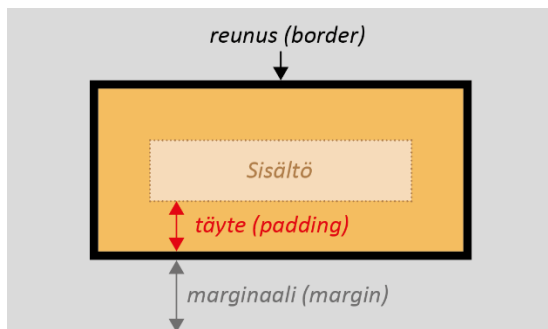 reunus (border)
Sisältö
täyte (padding)
marginaali (margin)